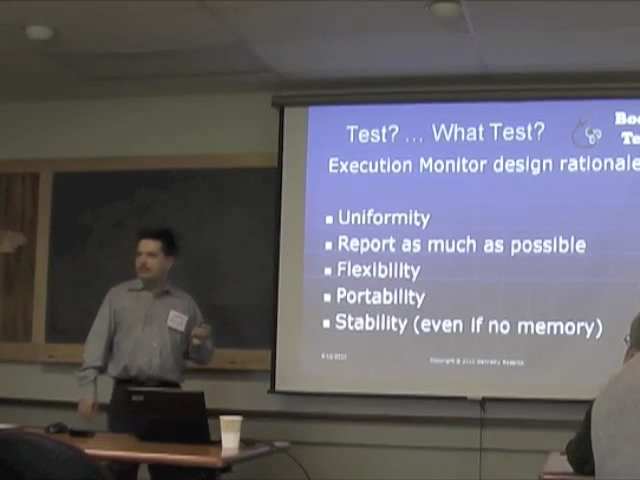 Test? ... What Test?
Execution Monitor design rationale
Uniformity
Report as much as possible
Flexibility
Portability
Stability (even if no memory)